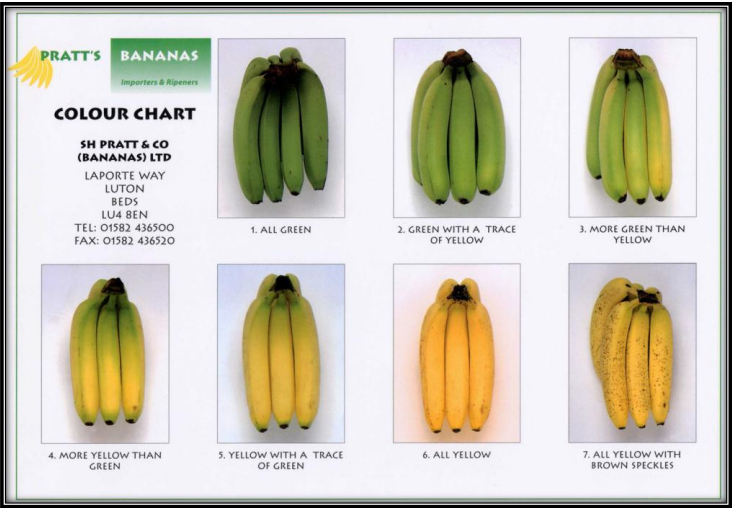 PRATT'S BANANAS
Importers & Ripeners
COLOUR CHART
SH PRATT & CO
(BANANAS) LTD
LAPORTE WAY
LUTON
BEDS
LU4 8EN
TEL: 01582 436500
FAX: 01582 436520
1. ALL GREEN
2. GREEN WITH A TRACE
OF YELLOW
3. MORE GREEN THAN
YELLOW
4. MORE YELLOW THAN
GREEN
5. YELLOW WITH A TRACE
OF GREEN
6. ALL YELLOW
7. ALL YELLOW WITH
BROWN SPECKLES